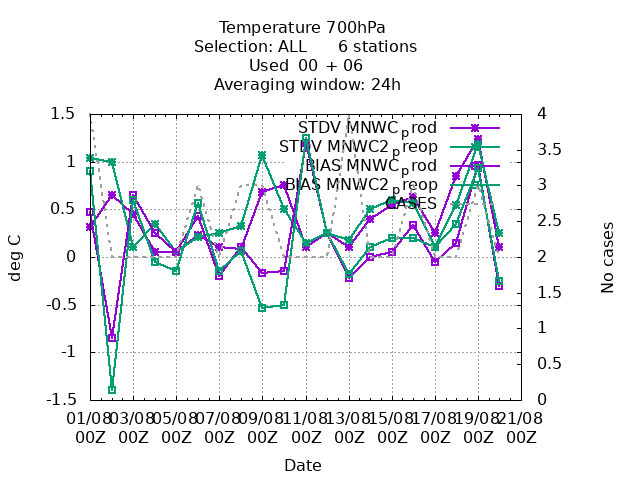 Temperature 700hPa
Selection: ALL      6 stations
Used  00 + 06
Averaging window: 24h
STDV MNWC_prod
STDV MNWC2_preop
BIAS MNWC_prod
BIAS MNWC2_preop
CASES
1.5
1
0.5
0
-0.5
-1
-1.5
deg C
4
3.5
3
2.5
2
1.5
1
0.5
0
No cases
01/08 03/08 05/08 07/08 09/08 11/08 13/08 15/08 17/08 19/08 21/08
00Z 00Z 00Z 00Z 00Z 00Z 00Z 00Z 00Z 00Z 00Z
Date